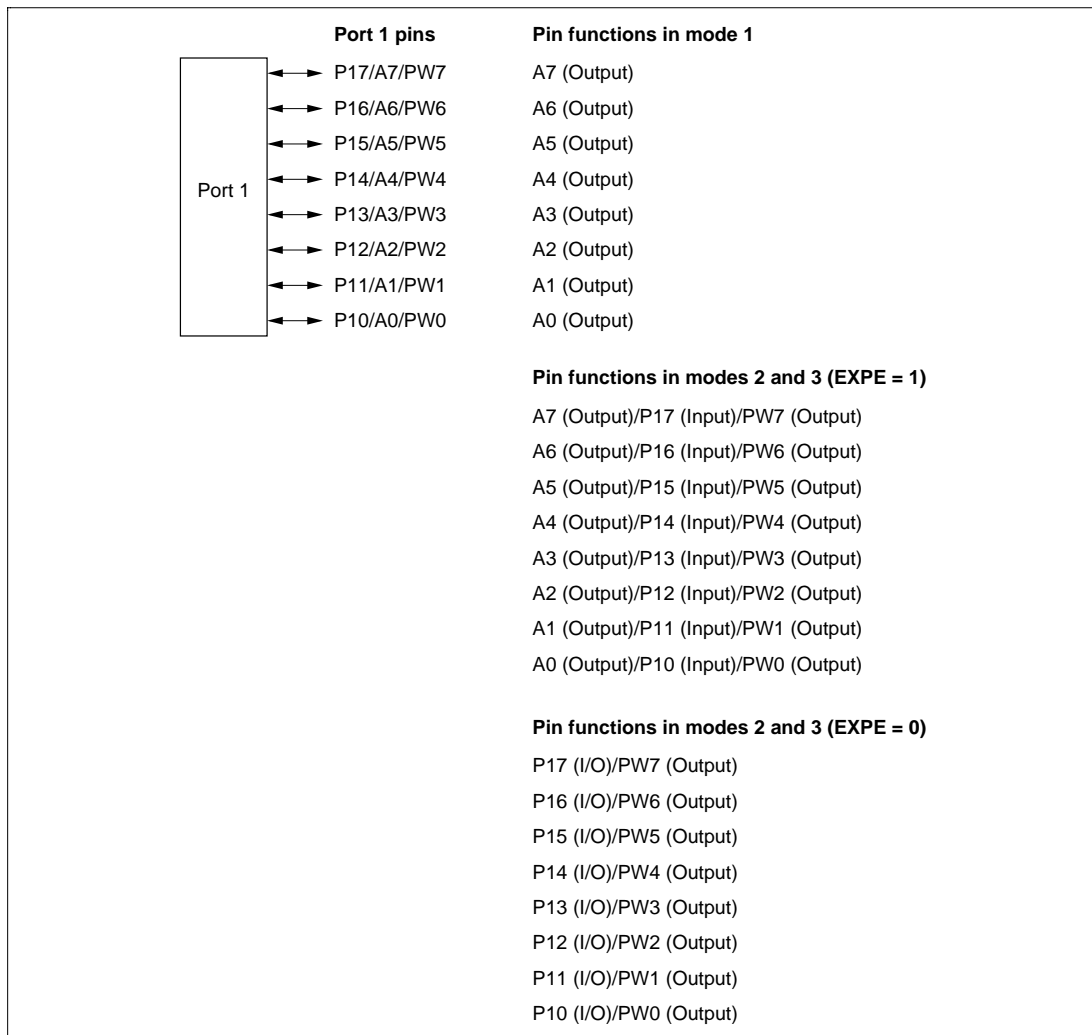 Port 1 pins Pin functions in mode 1
P17/A7/PW7 A7 (Output)
P16/A6/PW6 A6 (Output)
P15/A5/PW5 A5 (Output)
P14/A4/PW4 A4 (Output)
Port 1
P13/A3/PW3 A3 (Output)
P12/A2/PW2 A2 (Output)
P11/A1/PW1 A1 (Output)
P10/A0/PW0 A0 (Output)
Pin functions in modes 2 and 3 (EXPE = 1)
A7 (Output)/P17 (Input)/PW7 (Output)
A6 (Output)/P16 (Input)/PW6 (Output)
A5 (Output)/P15 (Input)/PW5 (Output)
A4 (Output)/P14 (Input)/PW4 (Output)
A3 (Output)/P13 (Input)/PW3 (Output)
A2 (Output)/P12 (Input)/PW2 (Output)
A1 (Output)/P11 (Input)/PW1 (Output)
A0 (Output)/P10 (Input)/PW0 (Output)
Pin functions in modes 2 and 3 (EXPE = 0)
P17 (I/O)/PW7 (Output)
P16 (I/O)/PW6 (Output)
P15 (I/O)/PW5 (Output)
P14 (I/O)/PW4 (Output)
P13 (I/O)/PW3 (Output)
P12 (I/O)/PW2 (Output)
P11 (I/O)/PW1 (Output)
P10 (I/O)/PW0 (Output)